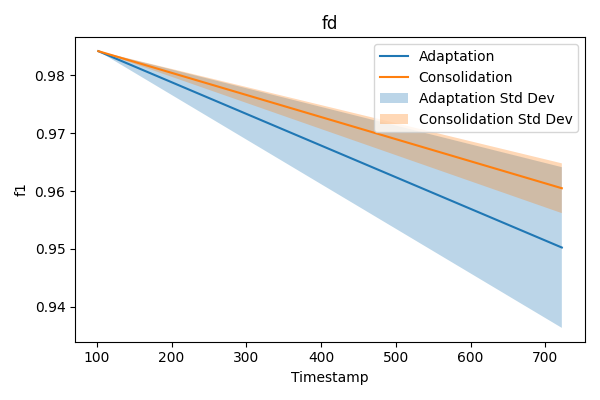 fd
Adaptation
Consolidation
Adaptation Std Dev
Consolidation Std Dev
0.98
0.97
0.96
0.95
0.94
f1
100 200 300 400 500 600 700
Timestamp